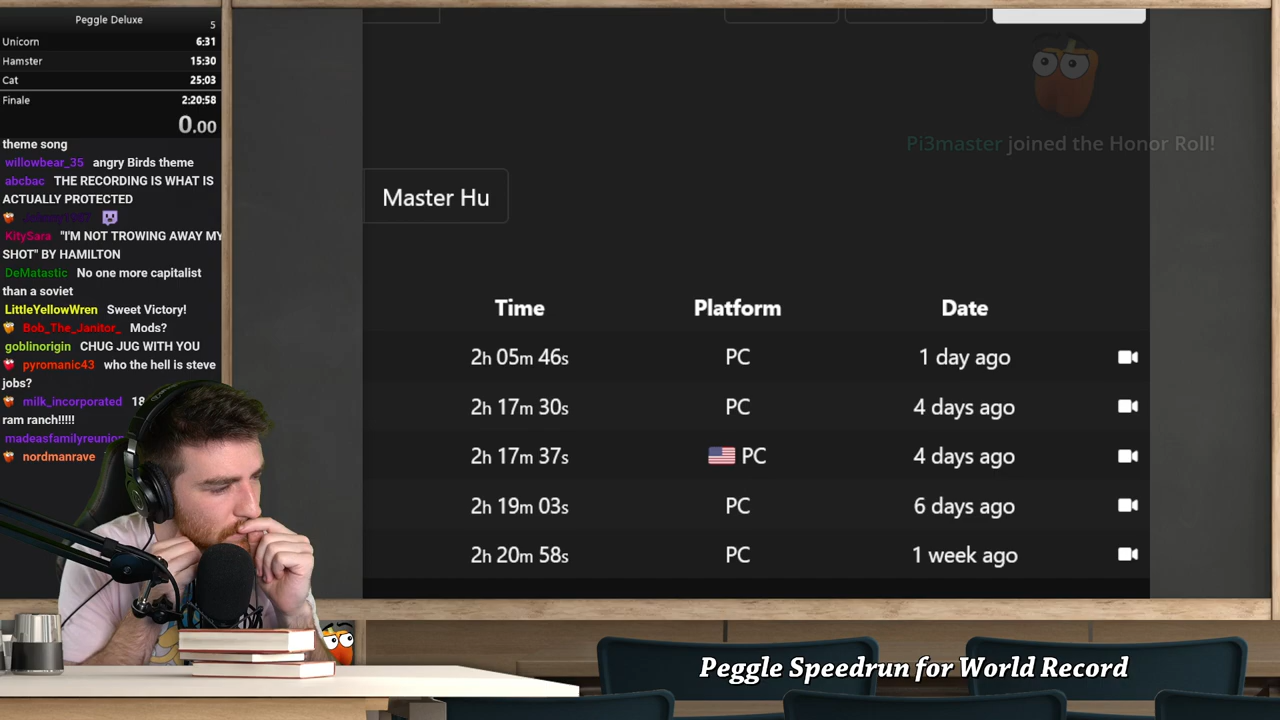 Peggle Deluxe
5
Unicorn 6:31
Hamster 15:30
Cat 25:03
Finale 2:20:58
0.00
theme song
willowbear_35 angry Birds theme
abcbac THE RECORDING IS WHAT IS
ACTUALLY PROTECTED
KitySara "I'M NOT TROWING AWAY MY
SHOT" BY HAMILTON
DeMatastic No one more capitalist
than a soviet
LittleYellowWren Sweet Victory!
Bob_The_Janitor_ Mods?
goblinorigin CHUG JUG WITH YOU
pyromanic43 who the hell is steve
jobs?
milk_incorporated 18
ram ranch!!!!!
madeasfamilyreunion
nordmanrave
Pi3master joined the Honor Roll!
Master Hu
Time Platform Date
2h 05m 46s PC 1 day ago
2h 17m 30s PC 4 days ago
2h 17m 37s PC 4 days ago
2h 19m 03s PC 6 days ago
2h 20m 58s PC 1 week ago
Peggle Speedrun for World Record